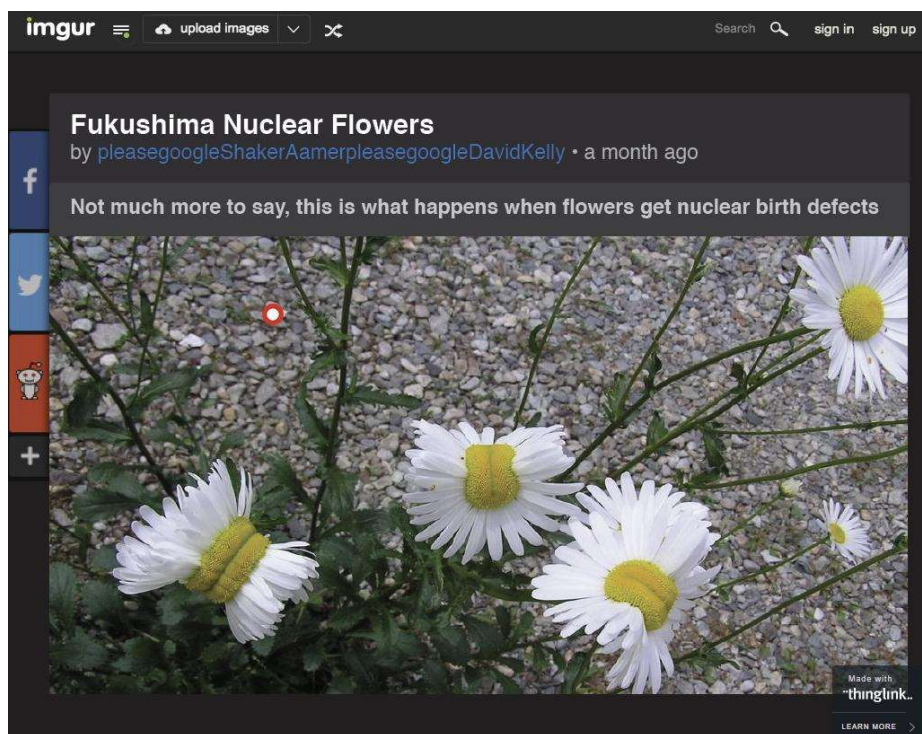 imgur
upload images
Search
sign in
sign up
Fukushima Nuclear Flowers
by pleasegoogleShakerAamerpleasegoogleDavidKelly • a month ago
Not much more to say, this is what happens when flowers get nuclear birth defects
Made with
thinglink..
LEARN MORE